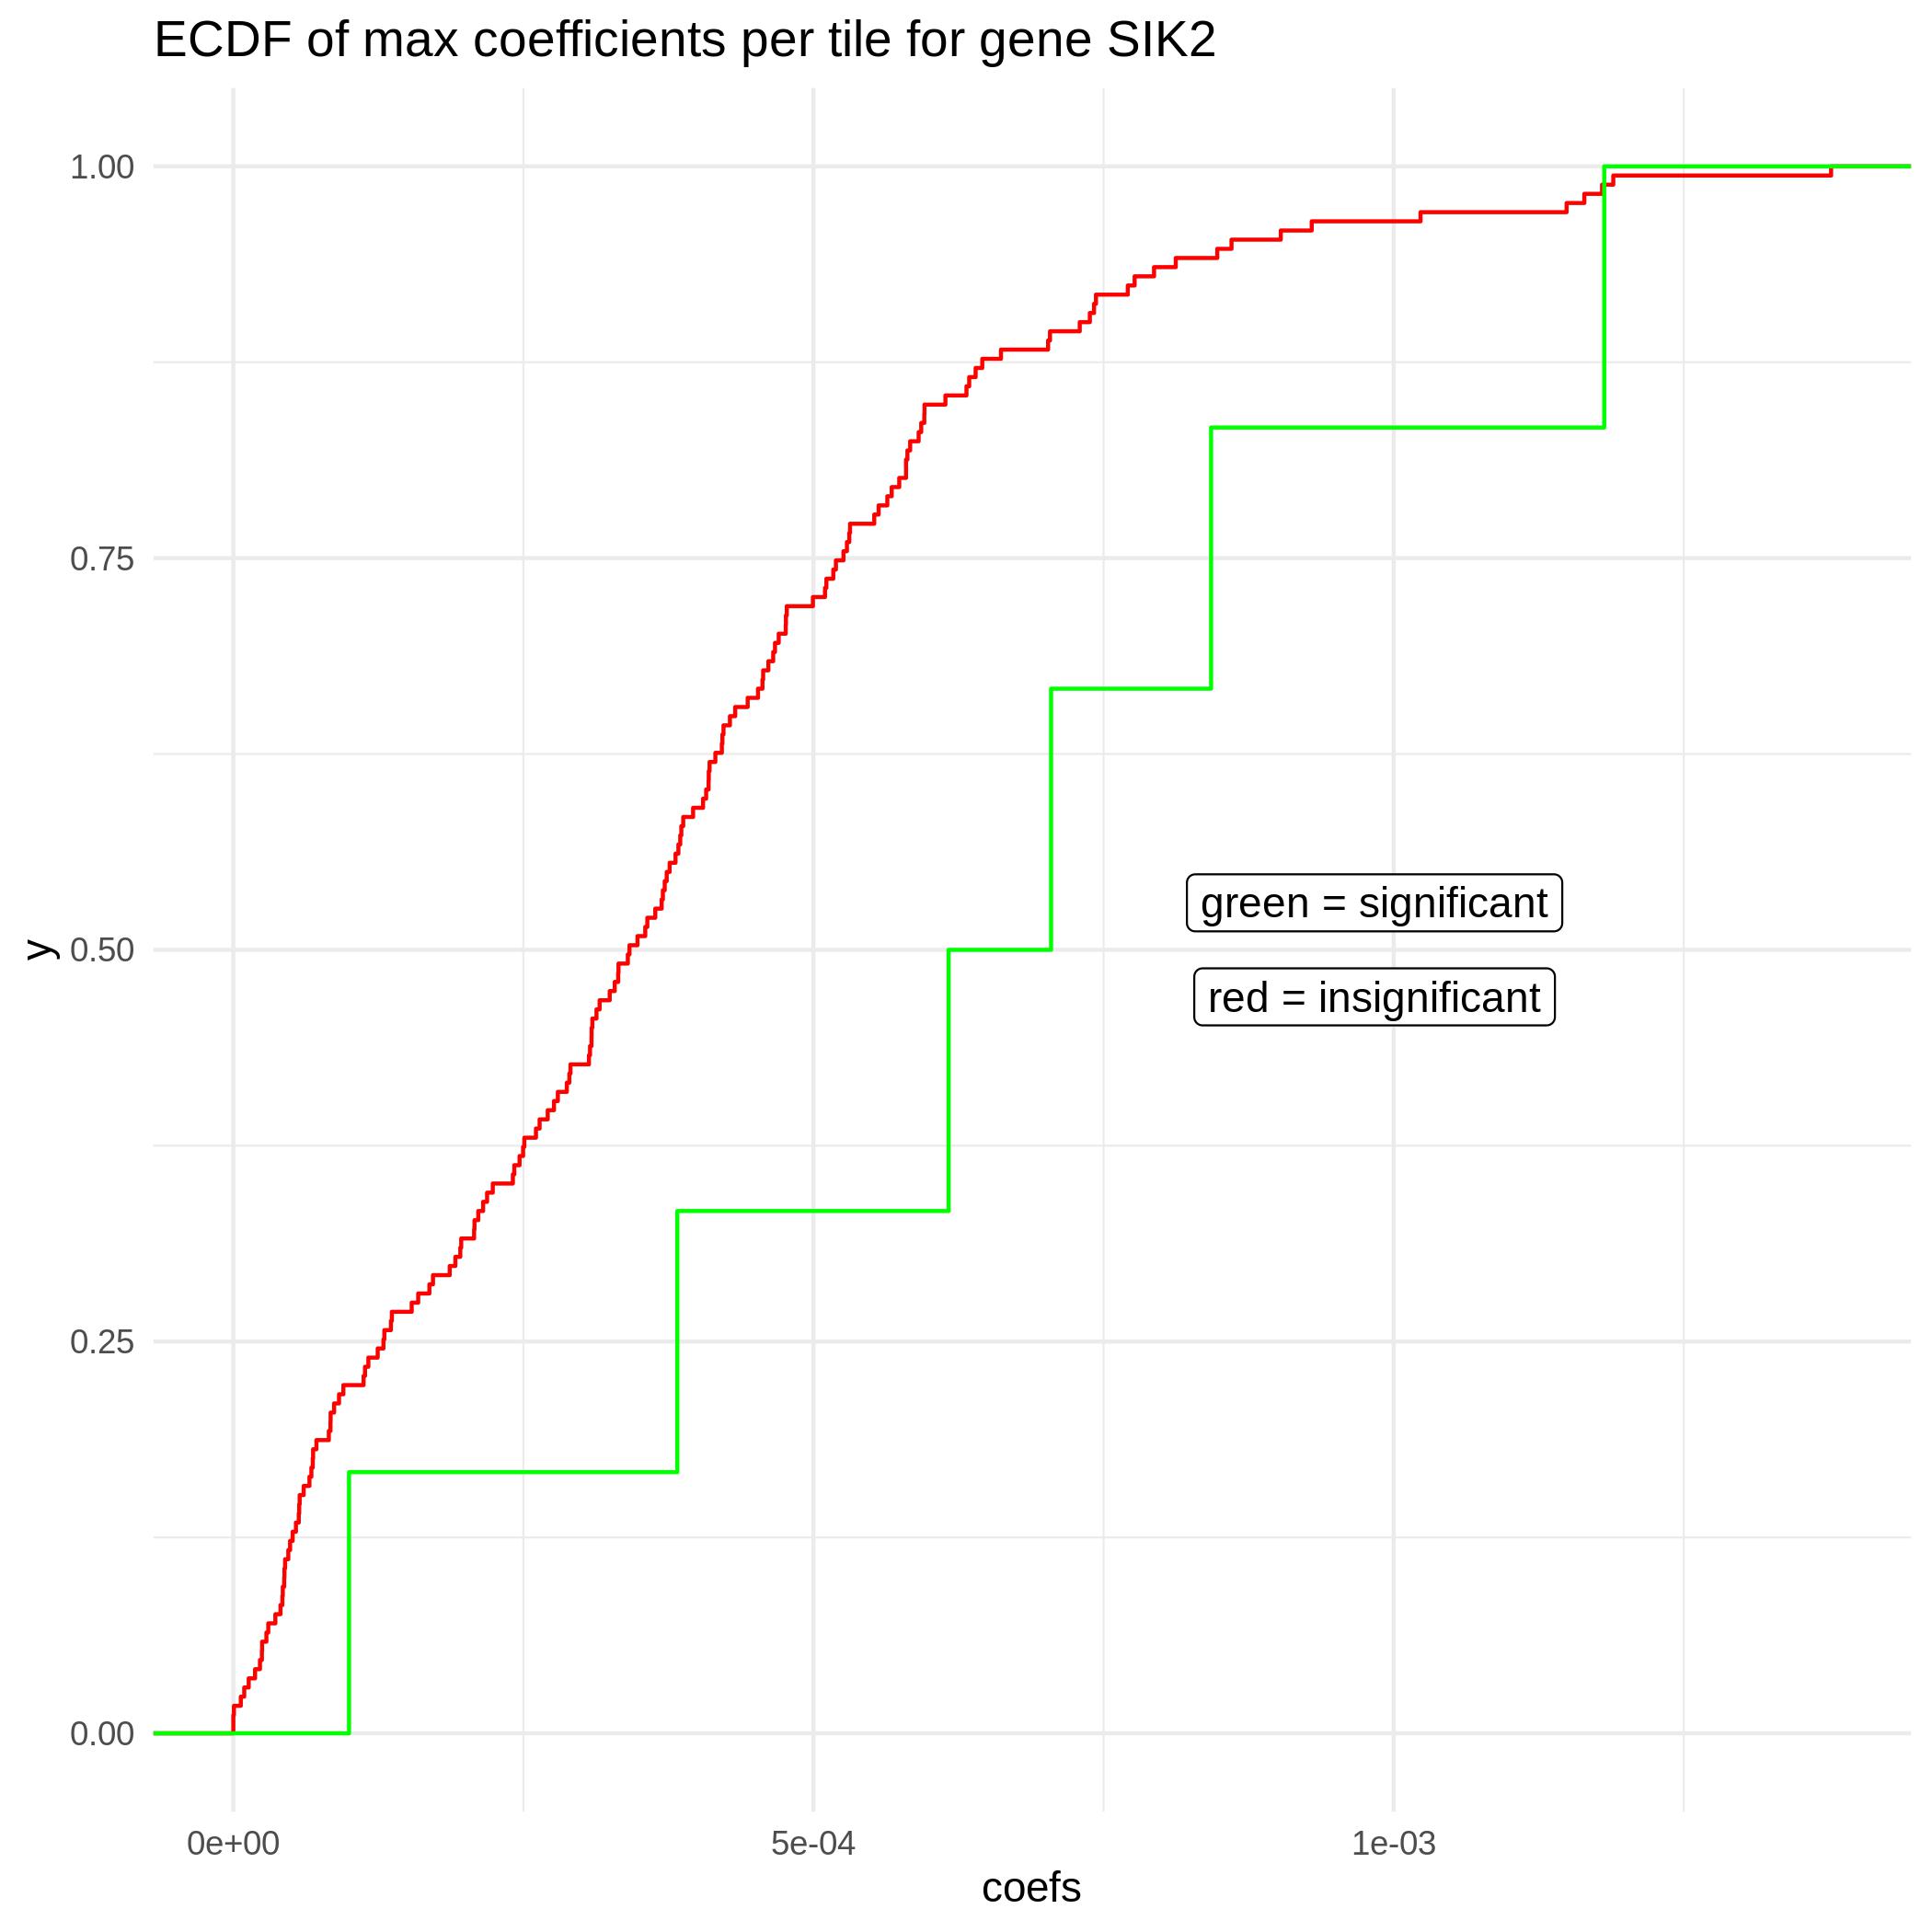 ECDF of max coefficients per tile for gene SIK2
1.00
0.75
0.50
0.25
0.00
y
green = significant
red = insignificant
0e+00
5e-04
1e-03
coefs